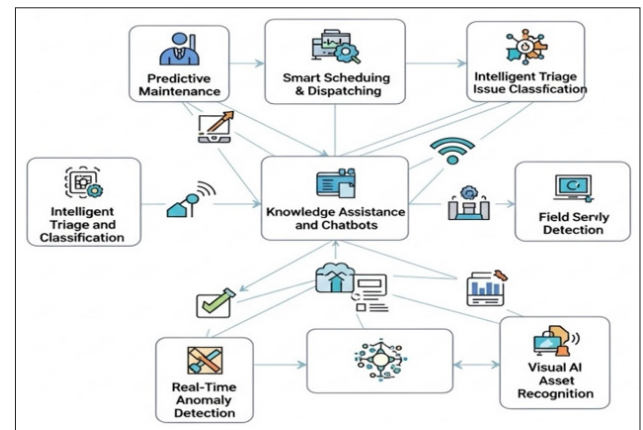 Predictive
Maintenance
Smart Scheduing
& Dispatching
Intelligent Triage
Issue Classfication
Intelligent
Triage and
Classification
Knowledge Assistance
and Chatbots
Field Servly
Detection
Real-Time
Anomaly
Detection
Visual AI
Asset
Recognition